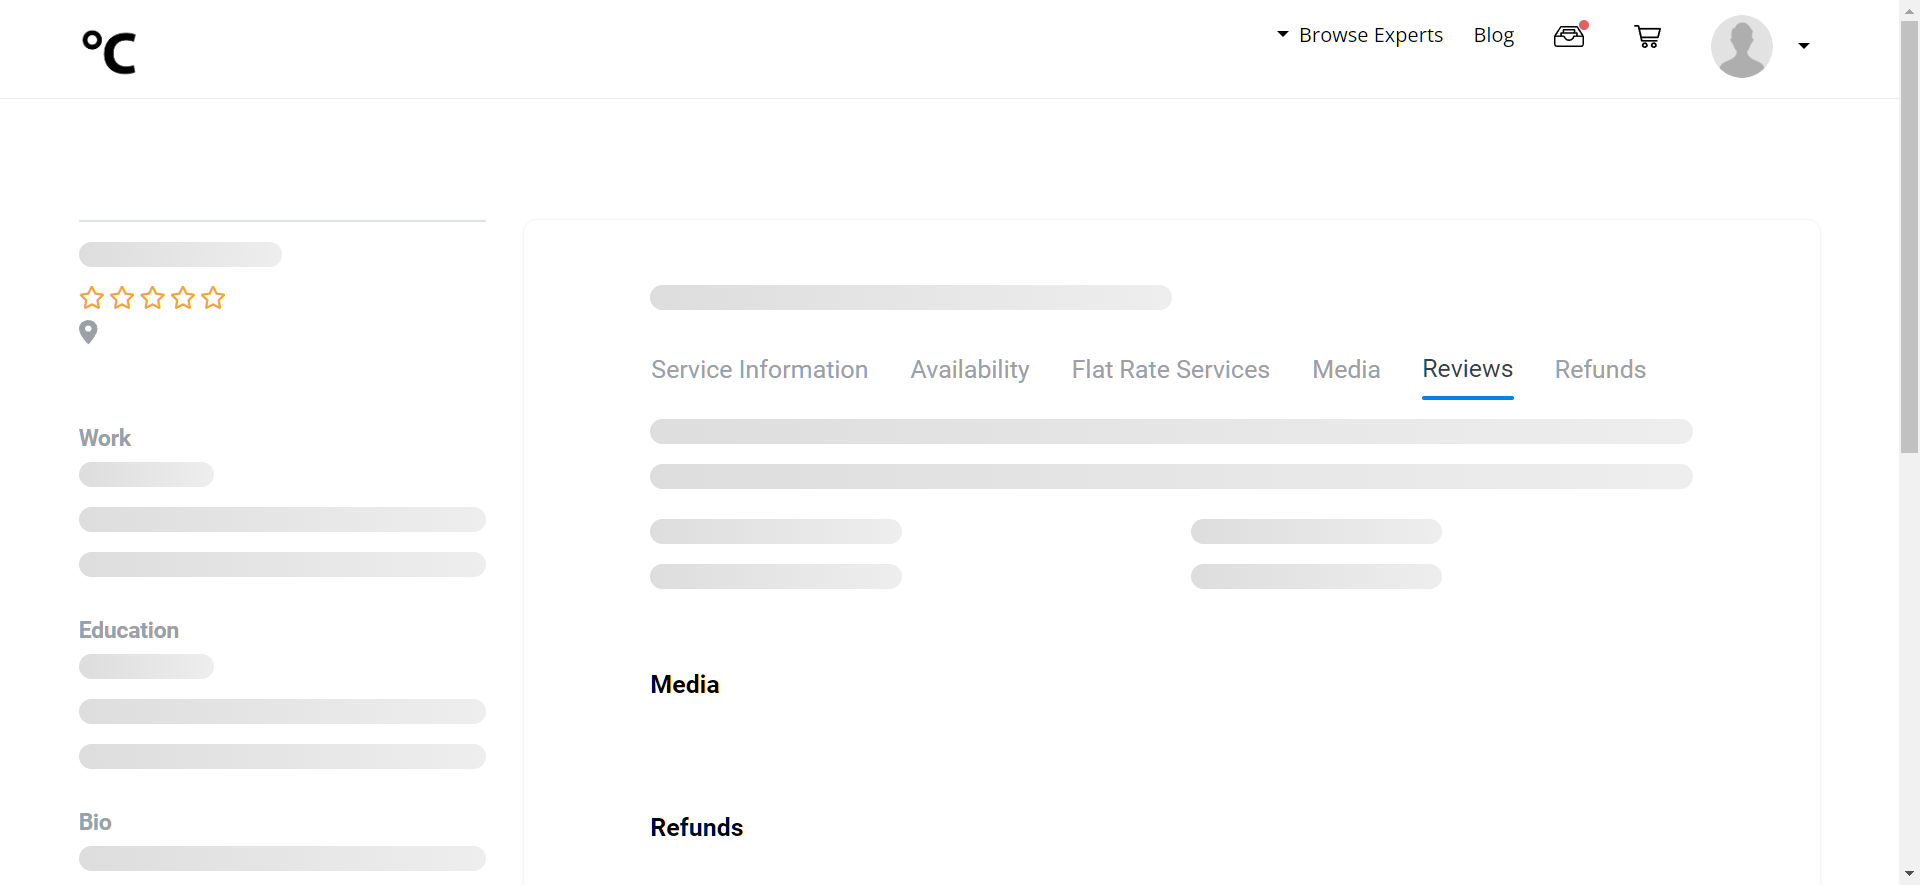 °C
Browse Experts Blog
Service Information Availability Flat Rate Services Media Reviews Refunds
Work
Education
Bio
Media
Refunds